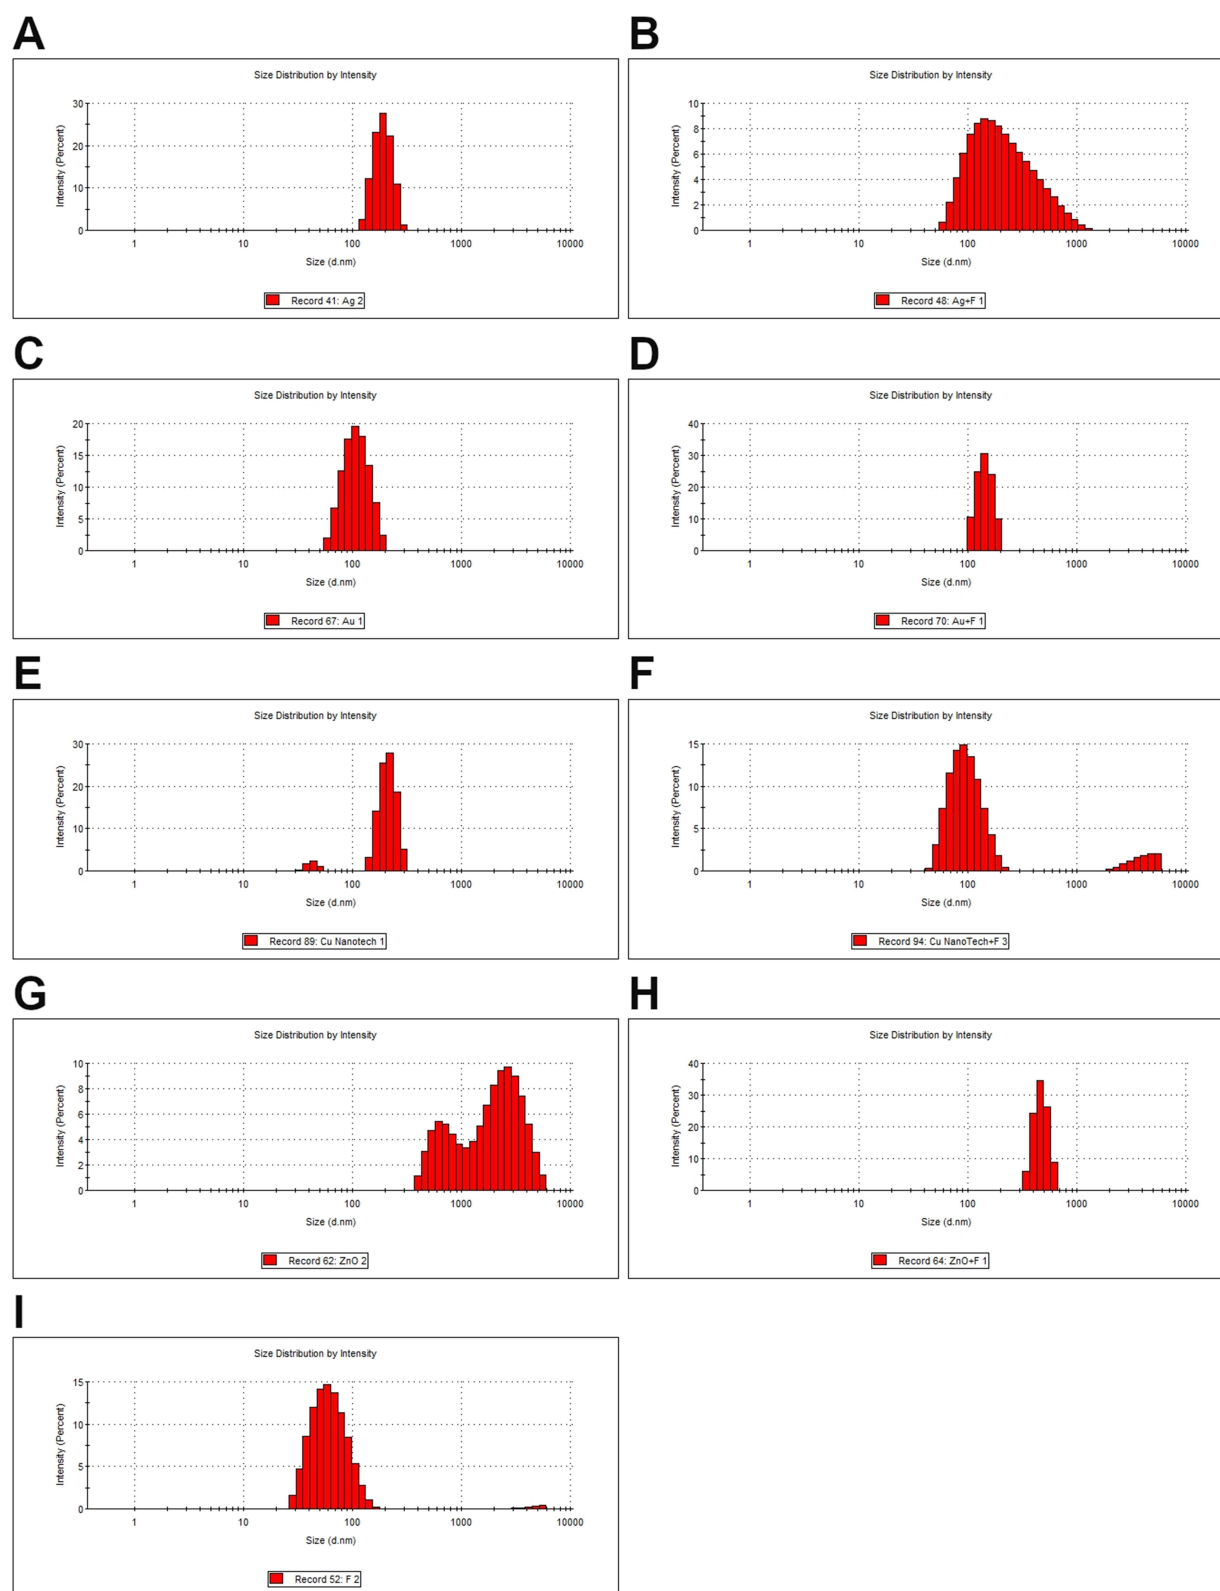 A
Size Distribution by Intensity
30
20
10
0
Intensity (Percent)
1 10 100 1000 10000
Size (d.nm)
Record 41: Ag 2
B
Size Distribution by Intensity
10
8
6
4
2
0
Intensity (Percent)
1 10 100 1000 10000
Size (d.nm)
Record 48: Ag+F 1
C
Size Distribution by Intensity
20
15
10
5
0
Intensity (Percent)
1 10 100 1000 10000
Size (d.nm)
Record 67: Au 1
D
Size Distribution by Intensity
40
30
20
10
0
Intensity (Percent)
1 10 100 1000 10000
Size (d.nm)
Record 70: Au+F 1
E
Size Distribution by Intensity
30
20
10
0
Intensity (Percent)
1 10 100 1000 10000
Size (d.nm)
Record 89: Cu Nanotech 1
F
Size Distribution by Intensity
15
10
5
0
Intensity (Percent)
1 10 100 1000 10000
Size (d.nm)
Record 94: Cu NanoTech+F 3
G
Size Distribution by Intensity
10
8
6
4
2
0
Intensity (Percent)
1 10 100 1000 10000
Size (d.nm)
Record 62: ZnO 2
H
Size Distribution by Intensity
40
30
20
10
0
Intensity (Percent)
1 10 100 1000 10000
Size (d.nm)
Record 64: ZnO+F 1
I
Size Distribution by Intensity
15
10
5
0
Intensity (Percent)
1 10 100 1000 10000
Size (d.nm)
Record 52: F 2